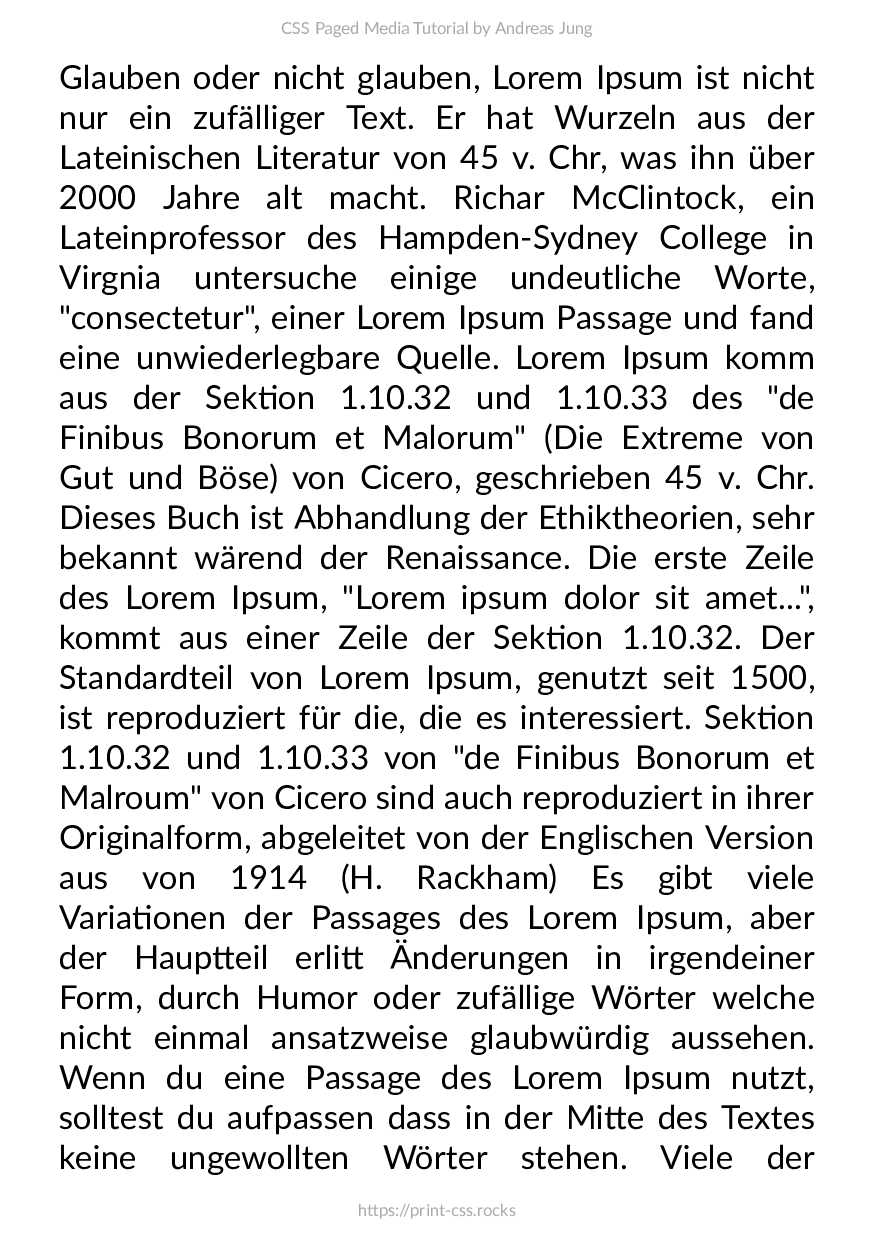 CSS Paged Media Tutorial by Andreas Jung
Glauben oder nicht glauben, Lorem Ipsum ist nicht
nur ein zufälliger Text. Er hat Wurzeln aus der
Lateinischen Literatur von 45 v. Chr, was ihn über
2000 Jahre alt macht. Richar McClintock, ein
Lateinprofessor des Hampden-Sydney College in
Virgnia untersuche einige undeutliche Worte,
"consectetur", einer Lorem Ipsum Passage und fand
eine unwiederlegbare Quelle. Lorem Ipsum komm
aus der Sektion 1.10.32 und 1.10.33 des "de
Finibus Bonorum et Malorum" (Die Extreme von
Gut und Böse) von Cicero, geschrieben 45 v. Chr.
Dieses Buch ist Abhandlung der Ethiktheorien, sehr
bekannt wärend der Renaissance. Die erste Zeile
des Lorem Ipsum, "Lorem ipsum dolor sit amet...",
kommt aus einer Zeile der Sektion 1.10.32. Der
Standardteil von Lorem Ipsum, genutzt seit 1500,
ist reproduziert für die, die es interessiert. Sektion
1.10.32 und 1.10.33 von "de Finibus Bonorum et
Malroum" von Cicero sind auch reproduziert in ihrer
Originalform, abgeleitet von der Englischen Version
aus von 1914 (H. Rackham) Es gibt viele
Variationen der Passages des Lorem Ipsum, aber
der Hauptteil erlitt Änderungen in irgendeiner
Form, durch Humor oder zufällige Wörter welche
nicht einmal ansatzweise glaubwürdig aussehen.
Wenn du eine Passage des Lorem Ipsum nutzt,
solltest du aufpassen dass in der Mitte des Textes
keine ungewollten Wörter stehen. Viele der
https://print-css.rocks